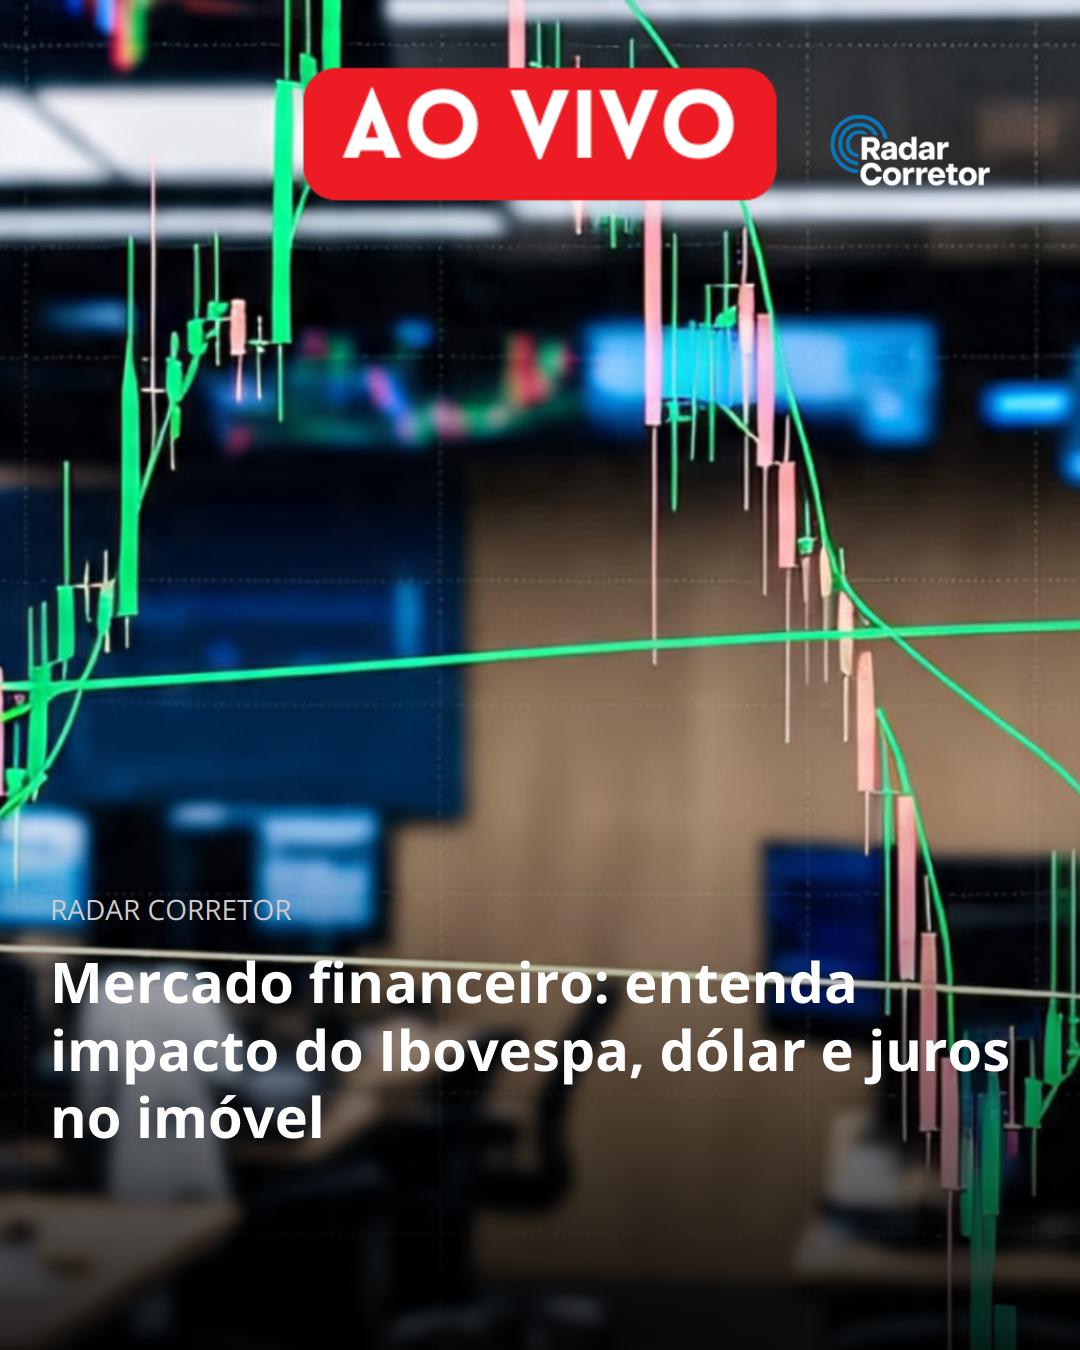 AO VIVO
Radar
Corretor
RADAR CORRETOR
Mercado financeiro: entenda
impacto do Ibovespa, dólar e juros
no imóvel